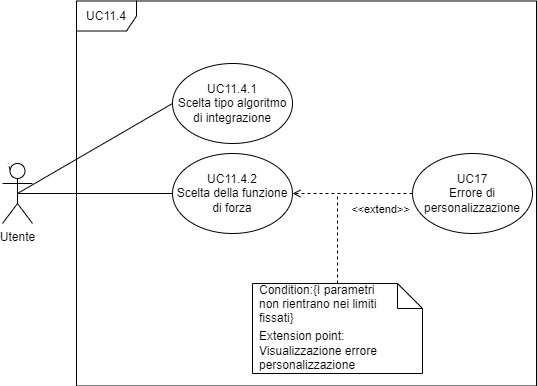 UC11.4
UC11.4.1
Scelta tipo algoritmo
di integrazione
UC11.4.2
Scelta della funzione
di forza
UC17
Errore di
personalizzazione
<<extend>>
Utente
Condition:{I parametri
non rientrano nei limiti
fissati}
Extension point:
Visualizzazione errore
personalizzazione